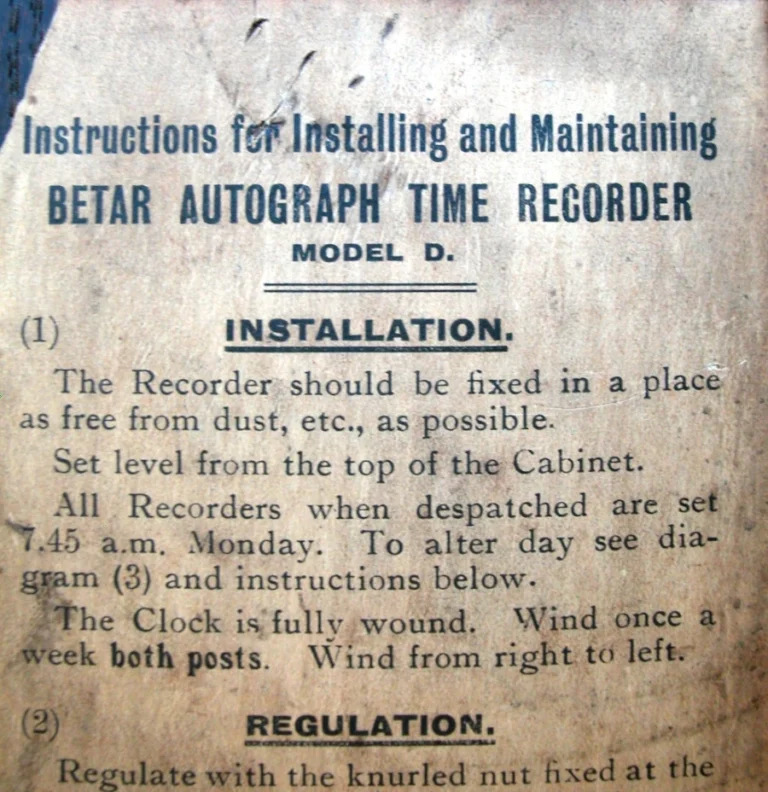 Instructions for Installing and Maintaining
BETAR AUTOGRAPH TIME RECORDER
MODEL D.
(1) INSTALLATION.
The Recorder should be fixed in a place
as free from dust, etc., as possible.
Set level from the top of the Cabinet.
All Recorders when despatched are set
7.45 a.m. Monday. To alter day see dia-
gram (3) and instructions below.
The Clock is fully wound. Wind once a
week both posts. Wind from right to left.
(2) REGULATION.
Regulate with the knurled nut fixed at the